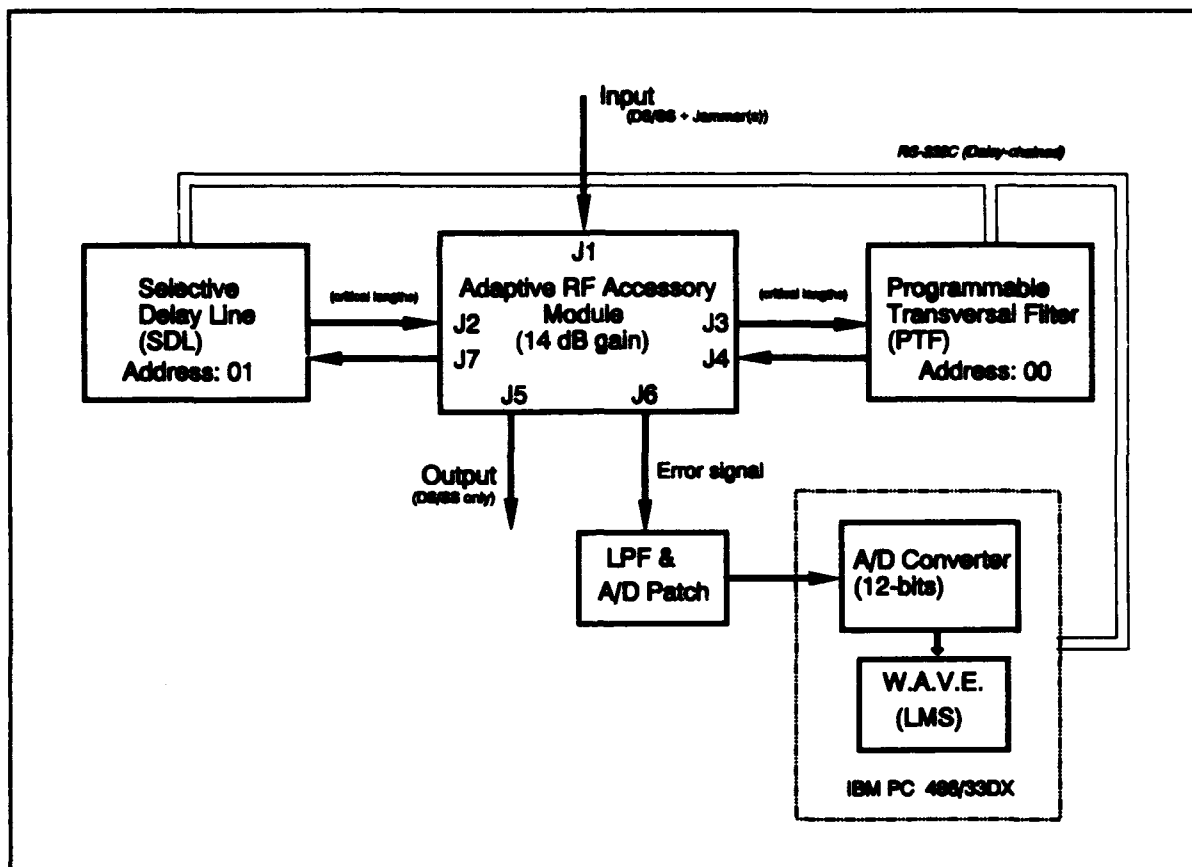 Input
(DS/SS + Jammer(s))
RS-232C (Daisy-chained)
J1
Selective
Delay Line
(SDL)
Address: 01
(critical lengths)
J2
J7
Adaptive RF Accessory
Module
(14 dB gain)
J3
J4
(critical lengths)
Programmable
Transversal Filter
(PTF)
Address: 00
J5
J6
Output
(DS/SS only)
Error signal
LPF &
A/D Patch
A/D Converter
(12-bits)
W.A.V.E.
(LMS)
IBM PC 486/33DX